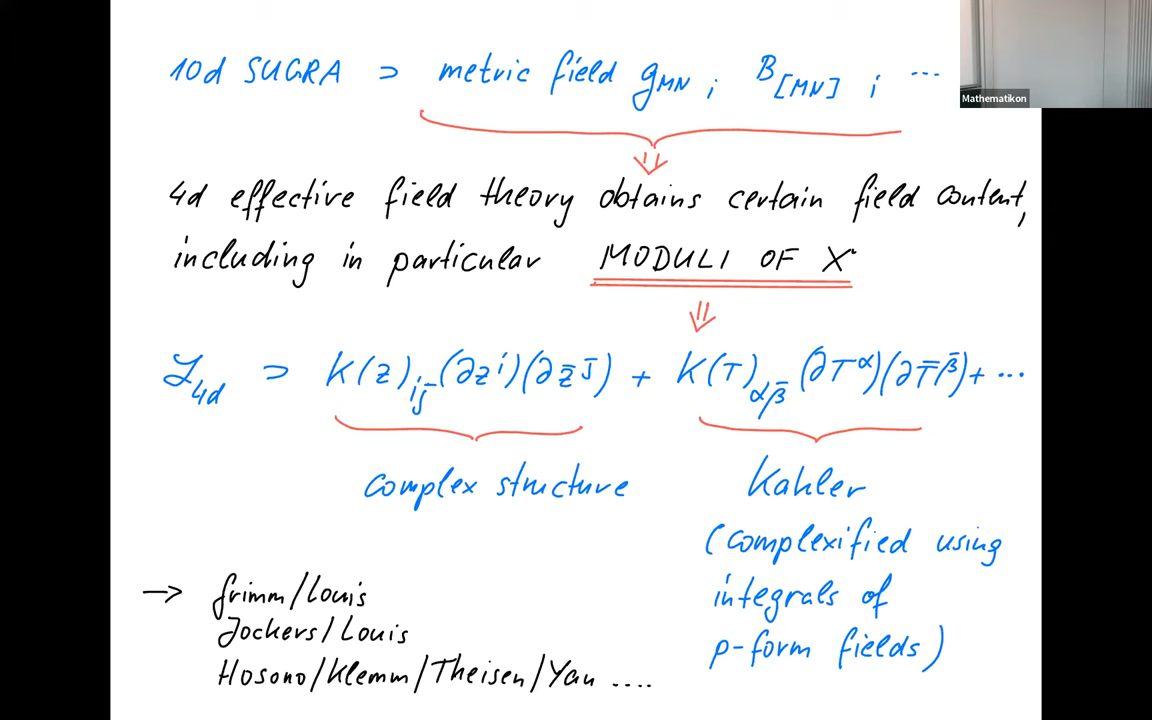 10d SUGRA ⊃ metric field g_MN ; B_[MN] ; ...
Mathematikon
⇓
4d effective field theory obtains certain field content,
including in particular MODULI OF X
⇓
ℒ_4d ⊃ K(z)_ij̄ (∂z^i)(∂z̄^j̄) + K(T)_αβ̄ (∂T^α)(∂T̄^β̄) + ...
complex structure Kahler
(complexified using
integrals of
p-form fields)
→ Grimm/Louis
Jockers/Louis
Hosono/Klemm/Theisen/Yau ....